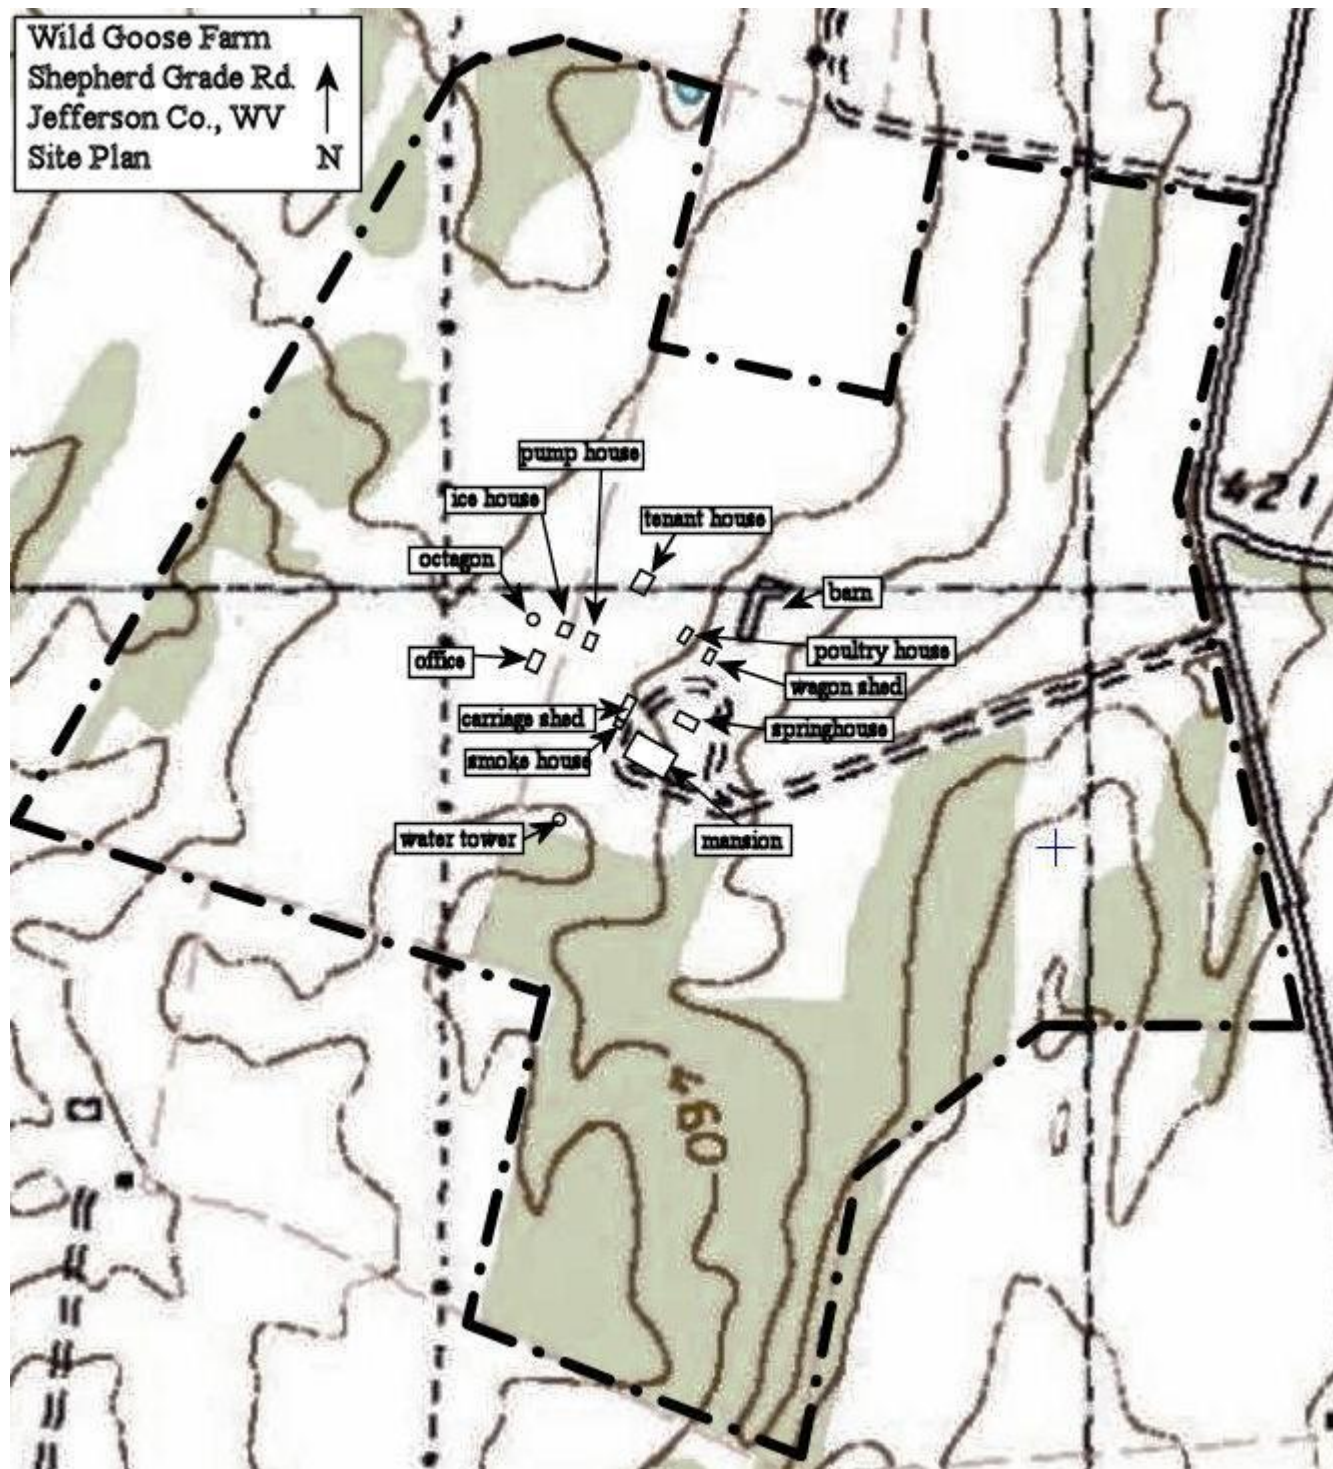 Wild Goose Farm
Shepherd Grade Rd.
Jefferson Co., WV
Site Plan
N
pump house
ice house
tenant house
421
octagon
barn
office
poultry house
wagon shed
carriage shed
springhouse
smoke house
water tower
mansion
460